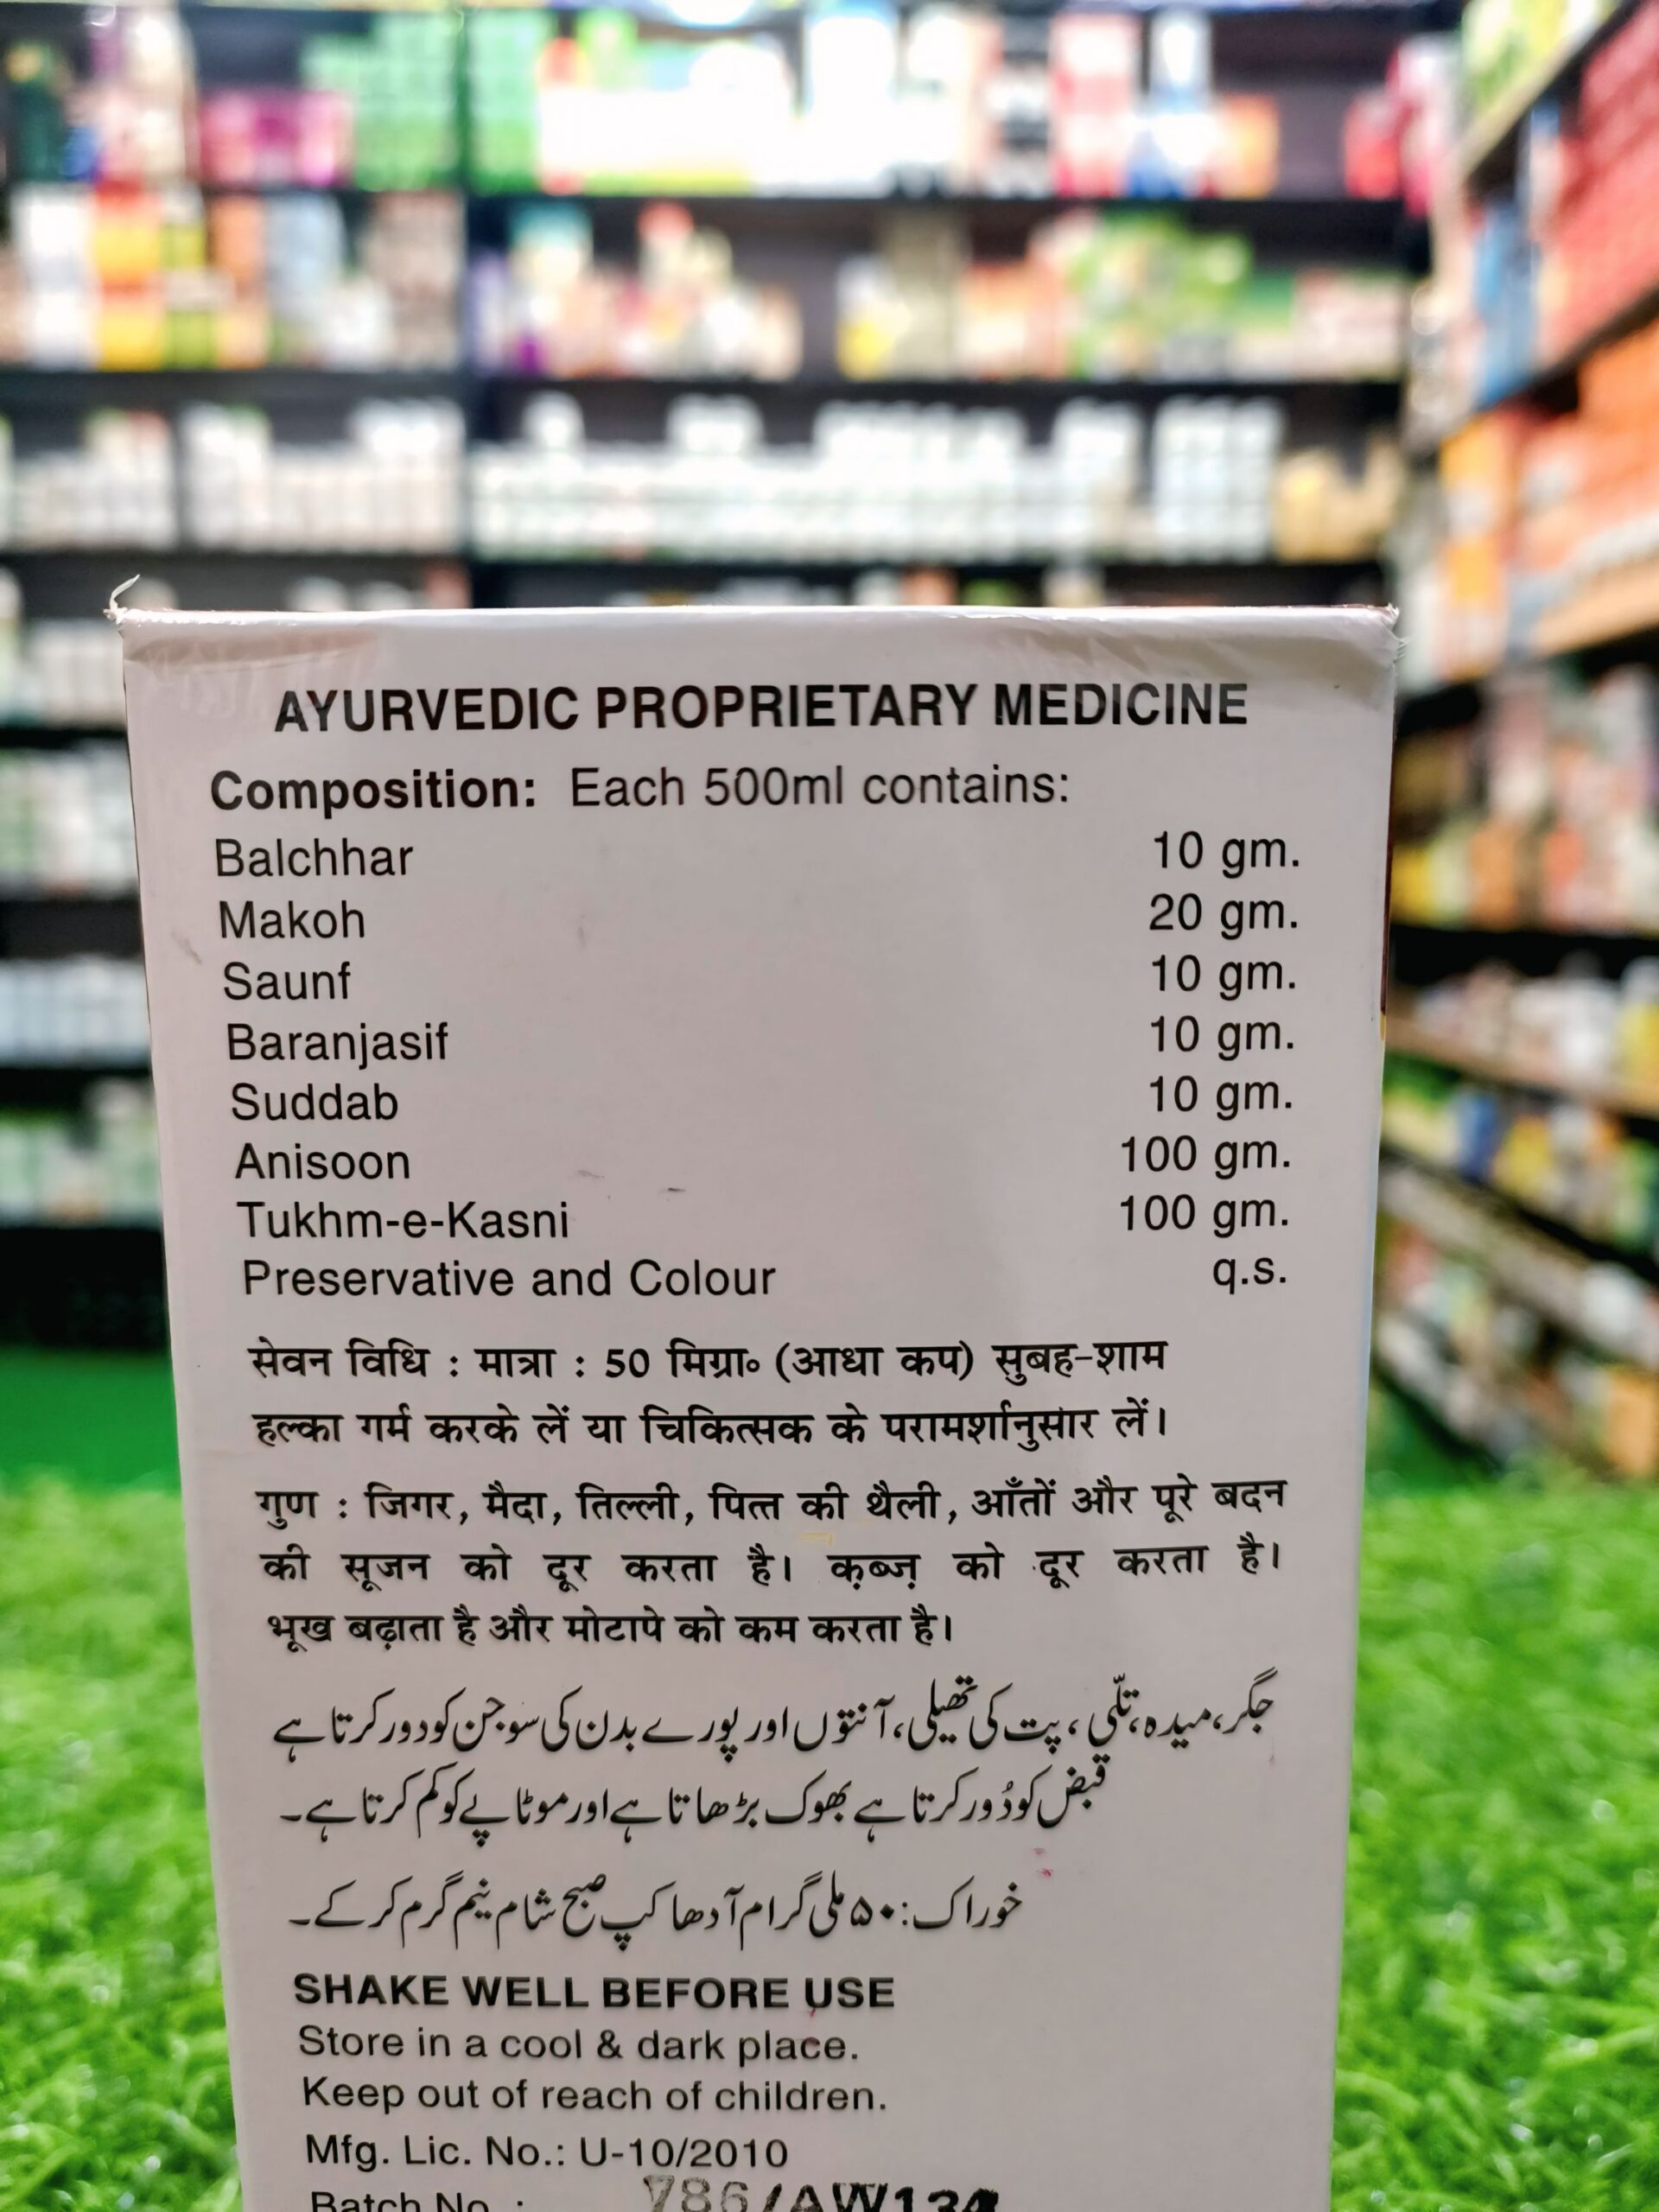 AYURVEDIC PROPRIETARY MEDICINE
Composition: Each 500ml contains:
Balchhar 10 gm.
Makoh 20 gm.
Saunf 10 gm.
Baranjasif 10 gm.
Suddab 10 gm.
Anisoon 100 gm.
Tukhm-e-Kasni 100 gm.
Preservative and Colour q.s.
सेवन विधि : मात्रा : 50 मिग्रा० (आधा कप) सुबह-शाम
हल्का गर्म करके लें या चिकित्सक के परामर्शानुसार लें।
गुण : जिगर, मैदा, तिल्ली, पित्त की थैली, आँतों और पूरे बदन
की सूजन को दूर करता है। क़ब्ज़ को दूर करता है।
भूख बढ़ाता है और मोटापे को कम करता है।
جگر، میدہ، تلّی، پت کی تھیلی، آنتوں اور پورے بدن کی سوجن کو دور کرتا ہے
قبض کو دُور کرتا ہے بھوک بڑھاتا ہے اور موٹاپے کو کم کرتا ہے۔
خوراک: ۵۰ ملی گرام آدھا کپ صبح شام نیم گرم کر کے۔
SHAKE WELL BEFORE USE
Store in a cool & dark place.
Keep out of reach of children.
Mfg. Lic. No.: U-10/2010
Batch No. : 786/AW134